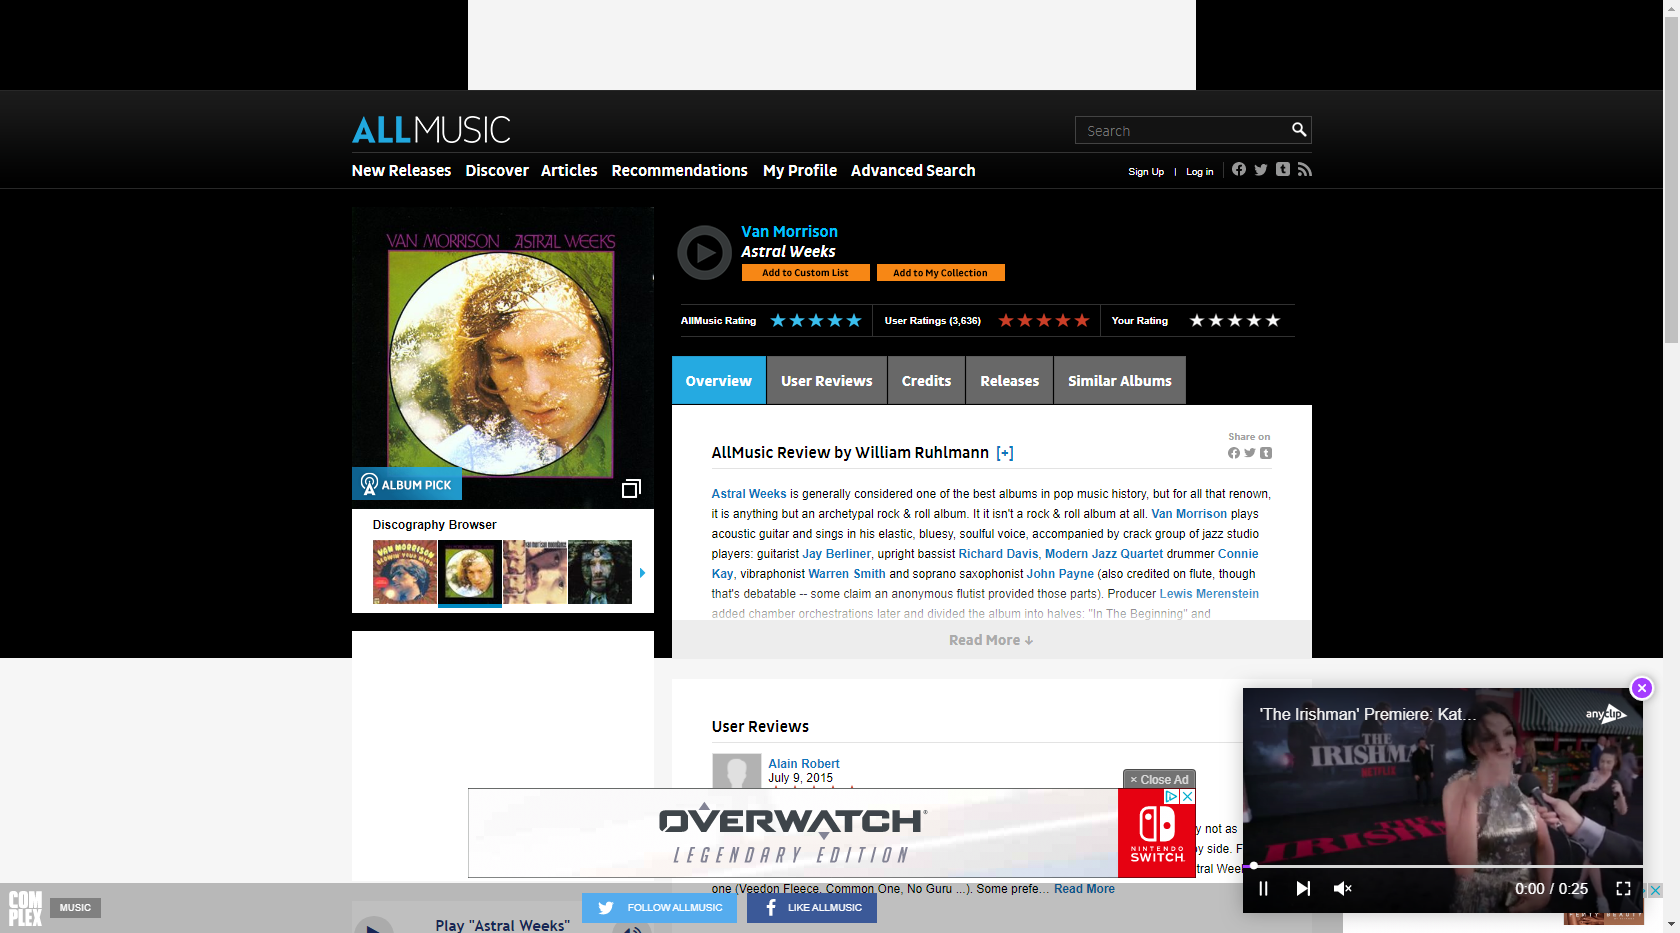 ALLMUSIC
Search
New Releases Discover Articles Recommendations My Profile Advanced Search
Sign Up | Log in
VAN MORRISON ASTRAL WEEKS
ALBUM PICK
Van Morrison
Astral Weeks
Add to Custom List Add to My Collection
AllMusic Rating User Ratings (3,636) Your Rating
Overview User Reviews Credits Releases Similar Albums
Discography Browser
VAN MORRISON
AllMusic Review by William Ruhlmann [+]
Share on
Astral Weeks is generally considered one of the best albums in pop music history, but for all that renown,
it is anything but an archetypal rock & roll album. It it isn't a rock & roll album at all. Van Morrison plays
acoustic guitar and sings in his elastic, bluesy, soulful voice, accompanied by crack group of jazz studio
players: guitarist Jay Berliner, upright bassist Richard Davis, Modern Jazz Quartet drummer Connie
Kay, vibraphonist Warren Smith and soprano saxophonist John Payne (also credited on flute, though
that's debatable -- some claim an anonymous flutist provided those parts). Producer Lewis Merenstein
added chamber orchestrations later and divided the album into halves: "In The Beginning" and
Read More ↓
User Reviews
Alain Robert
July 9, 2015
× Close Ad
OVERWATCH
LEGENDARY EDITION
NINTENDO
SWITCH
y not as
y side. F
tral Weel
one (Veedon Fleece, Common One, No Guru ...). Some prefe... Read More
'The Irishman' Premiere: Kat...
anyclip
THE
IRISHMAN
NETFLIX
0:00 / 0:25
COMPLEX
MUSIC
FOLLOW ALLMUSIC
LIKE ALLMUSIC
Play "Astral Weeks"